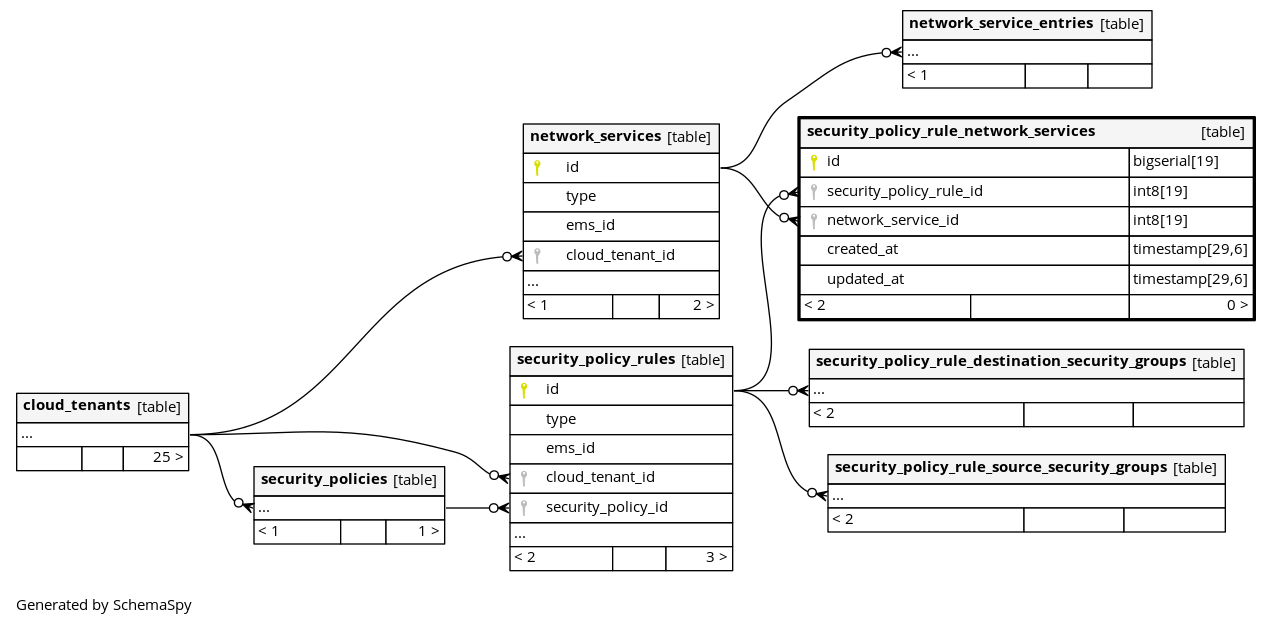 network_service_entries [table]
...
< 1
network_services [table]
id
type
ems_id
cloud_tenant_id
...
< 1 2 >
security_policy_rule_network_services [table]
id bigserial[19]
security_policy_rule_id int8[19]
network_service_id int8[19]
created_at timestamp[29,6]
updated_at timestamp[29,6]
< 2 0 >
security_policy_rules [table]
id
type
ems_id
cloud_tenant_id
security_policy_id
...
< 2 3 >
security_policy_rule_destination_security_groups [table]
...
< 2
cloud_tenants [table]
...
25 >
security_policies [table]
...
< 1 1 >
security_policy_rule_source_security_groups [table]
...
< 2
Generated by SchemaSpy